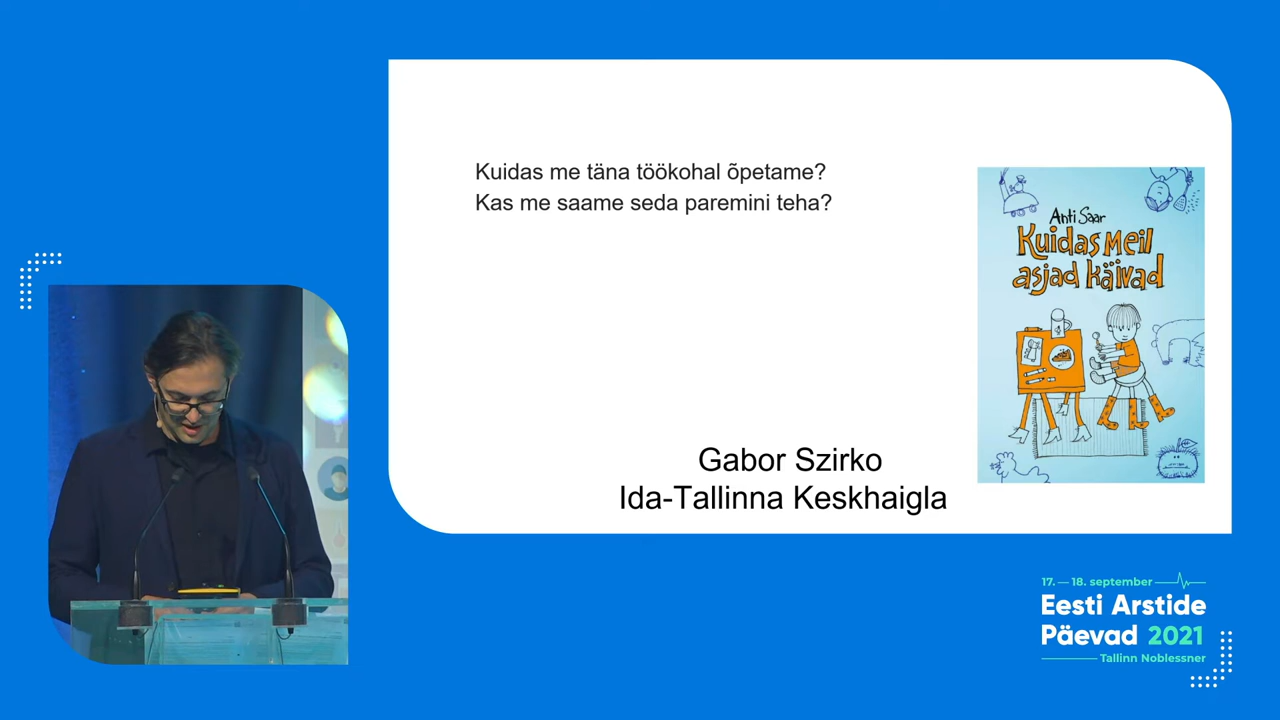 Kuidas me täna töökohal õpetame?
Kas me saame seda paremini teha?
Anti Saar
Kuidas meil
asjad käivad
Gabor Szirko
Ida-Tallinna Keskhaigla
17. — 18. september
Eesti Arstide
Päevad 2021
Tallinn Noblessner